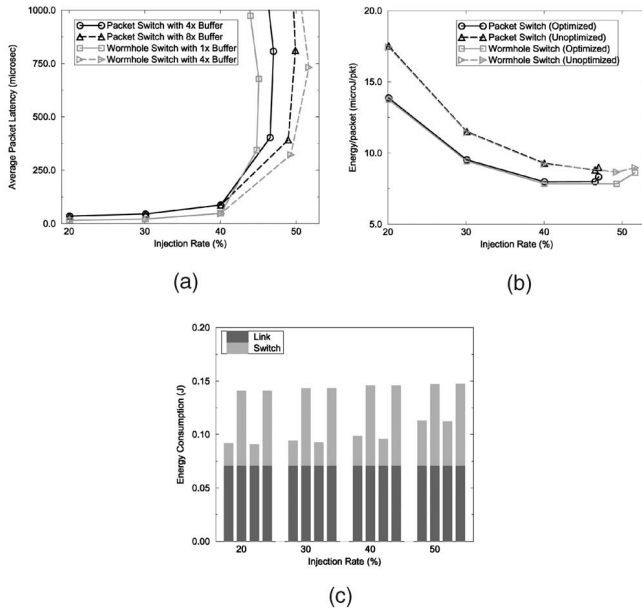 1000.0
750.0
500.0
250.0
0.0
Average Packet Latency (microsec)
Packet Switch with 4x Buffer
Packet Switch with 8x Buffer
Wormhole Switch with 1x Buffer
Wormhole Switch with 4x Buffer
20 30 40 50
Injection Rate (%)
(a)
20.0
15.0
10.0
5.0
Energy/packet (microJ/pkt)
Packet Switch (Optimized)
Packet Switch (Unoptimized)
Wormhole Switch (Optimized)
Wormhole Switch (Unoptimized)
20 30 40 50
Injection Rate (%)
(b)
0.20
0.15
0.10
0.05
0.00
Energy Consumption (J)
Link
Switch
20 30 40 50
Injection Rate (%)
(c)